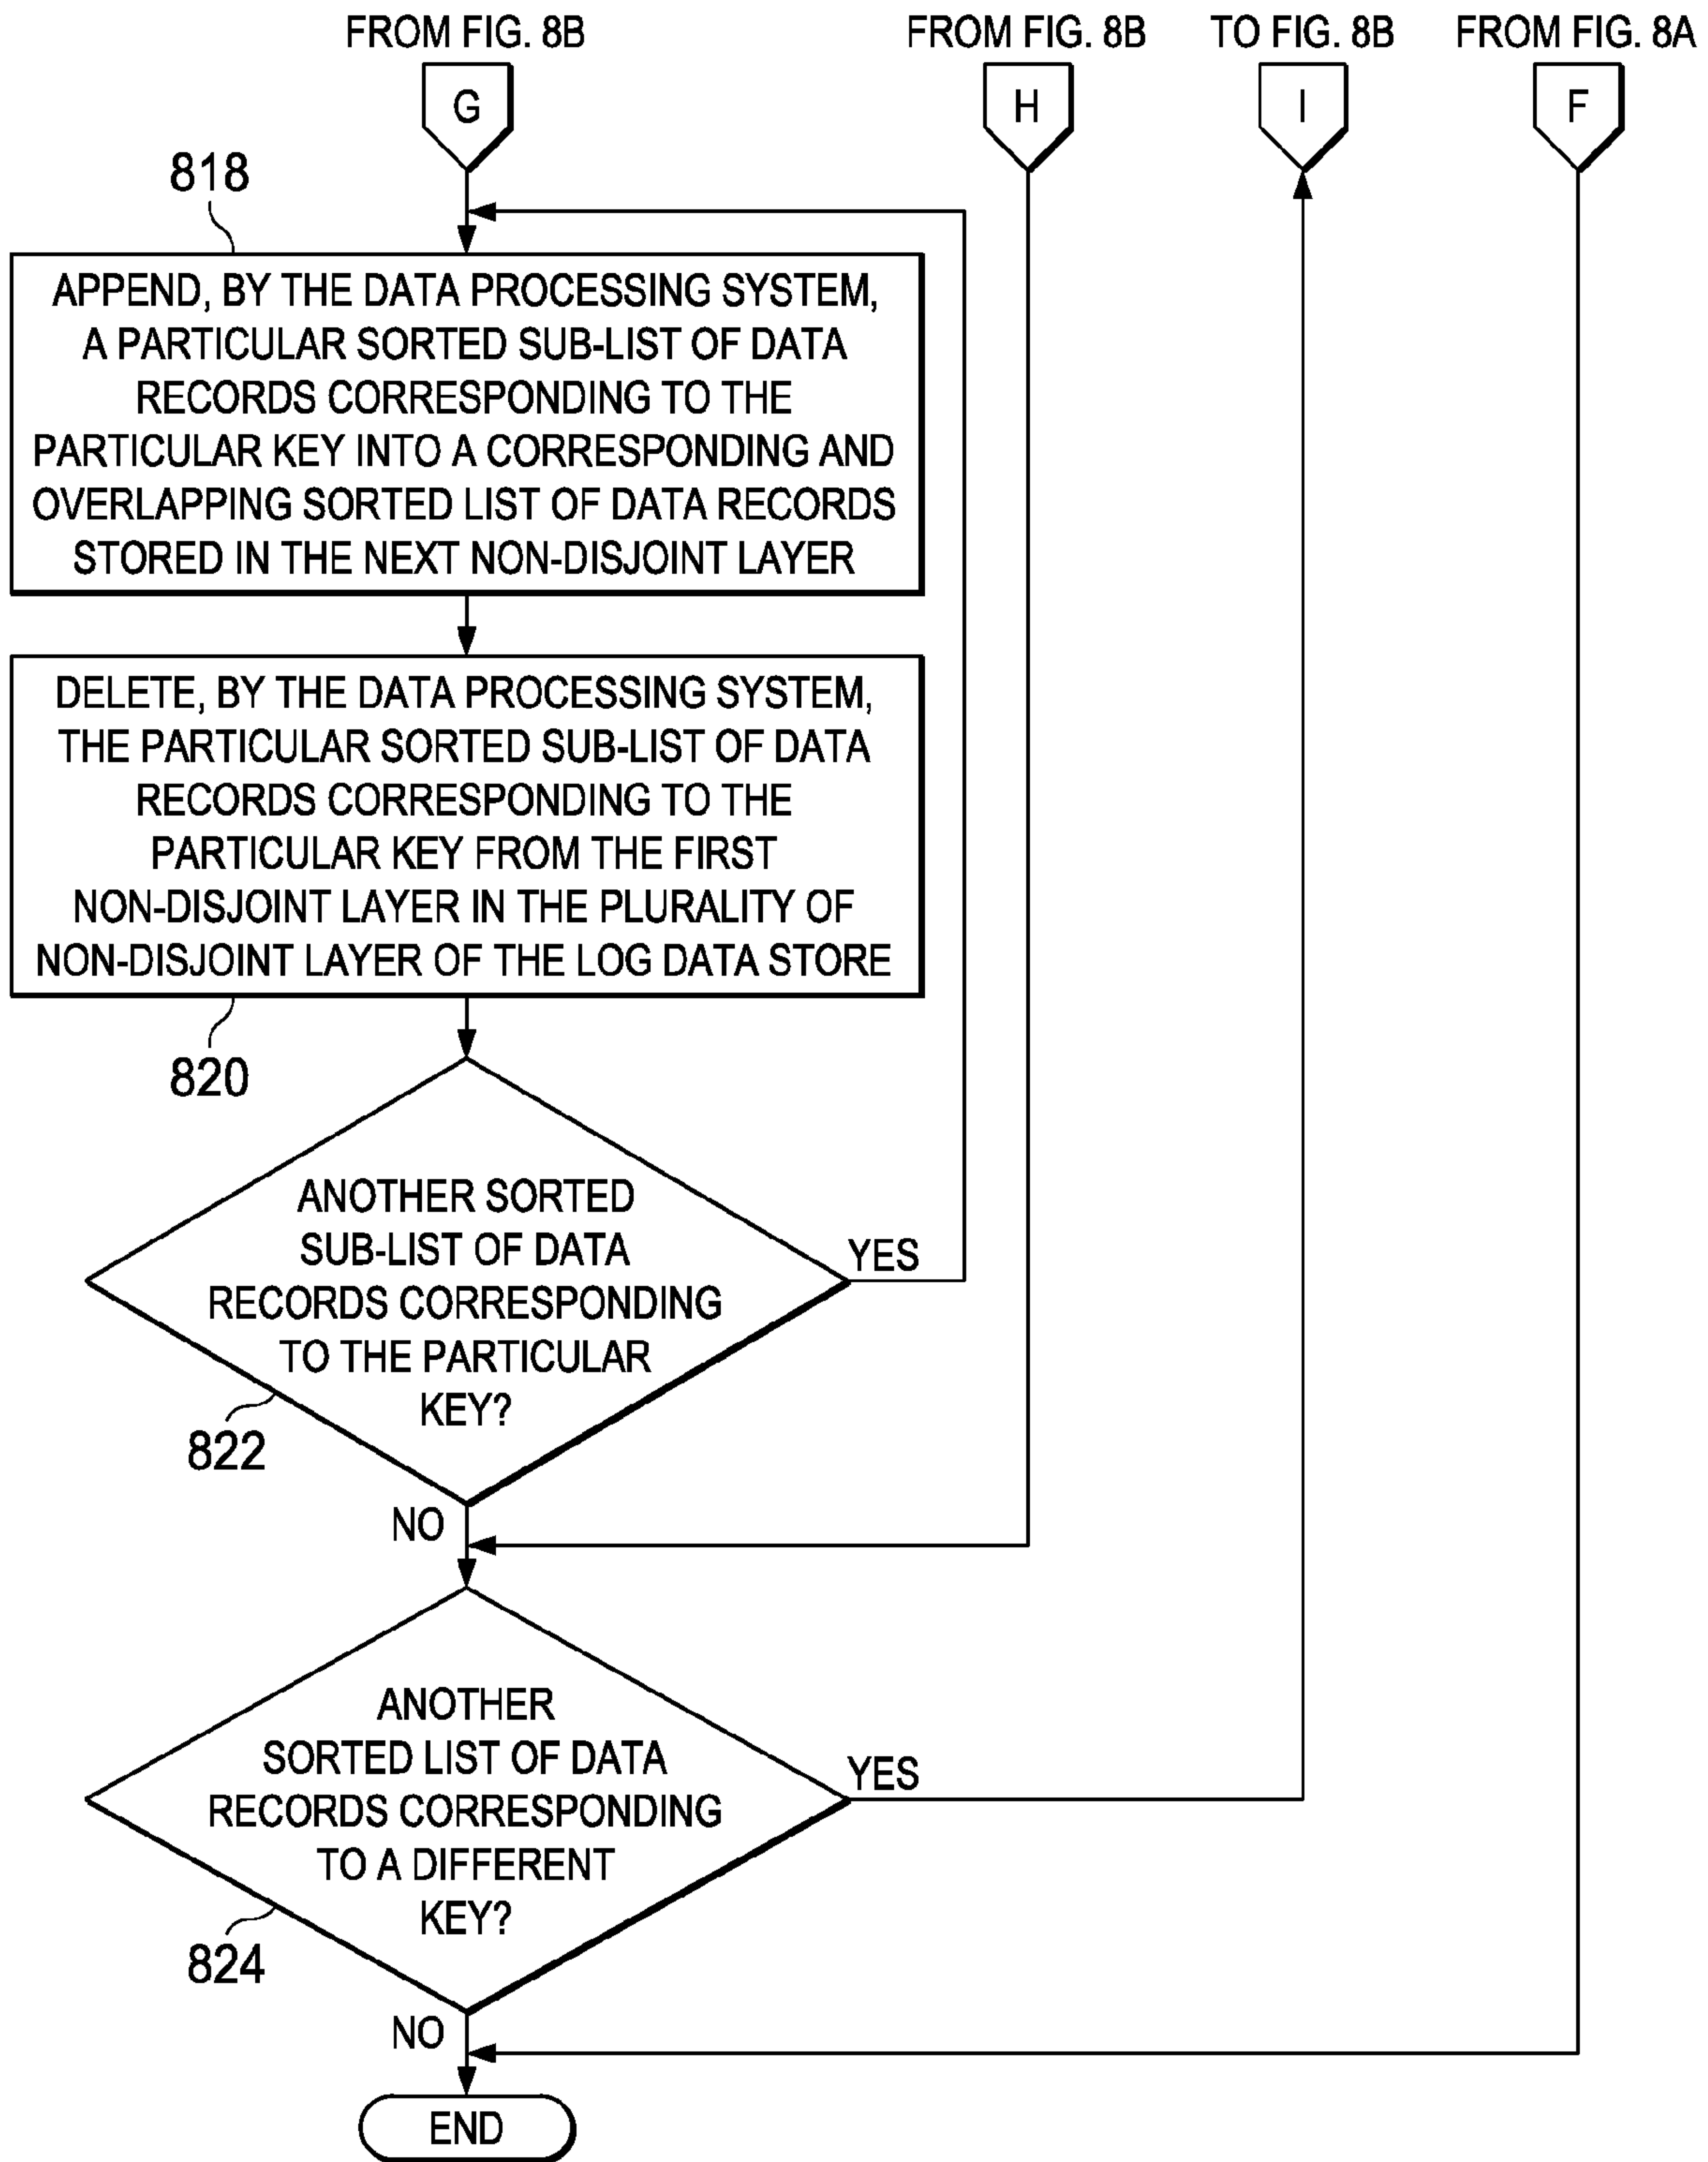 FROM FIG. 8B
FROM FIG. 8B
TO FIG. 8B
FROM FIG. 8A
G
H
I
F
818
APPEND, BY THE DATA PROCESSING SYSTEM,
A PARTICULAR SORTED SUB-LIST OF DATA
RECORDS CORRESPONDING TO THE
PARTICULAR KEY INTO A CORRESPONDING AND
OVERLAPPING SORTED LIST OF DATA RECORDS
STORED IN THE NEXT NON-DISJOINT LAYER
DELETE, BY THE DATA PROCESSING SYSTEM,
THE PARTICULAR SORTED SUB-LIST OF DATA
RECORDS CORRESPONDING TO THE
PARTICULAR KEY FROM THE FIRST
NON-DISJOINT LAYER IN THE PLURALITY OF
NON-DISJOINT LAYER OF THE LOG DATA STORE
820
ANOTHER SORTED
SUB-LIST OF DATA
RECORDS CORRESPONDING
TO THE PARTICULAR
KEY?
YES
822
NO
ANOTHER
SORTED LIST OF DATA
RECORDS CORRESPONDING
TO A DIFFERENT
KEY?
YES
824
NO
END